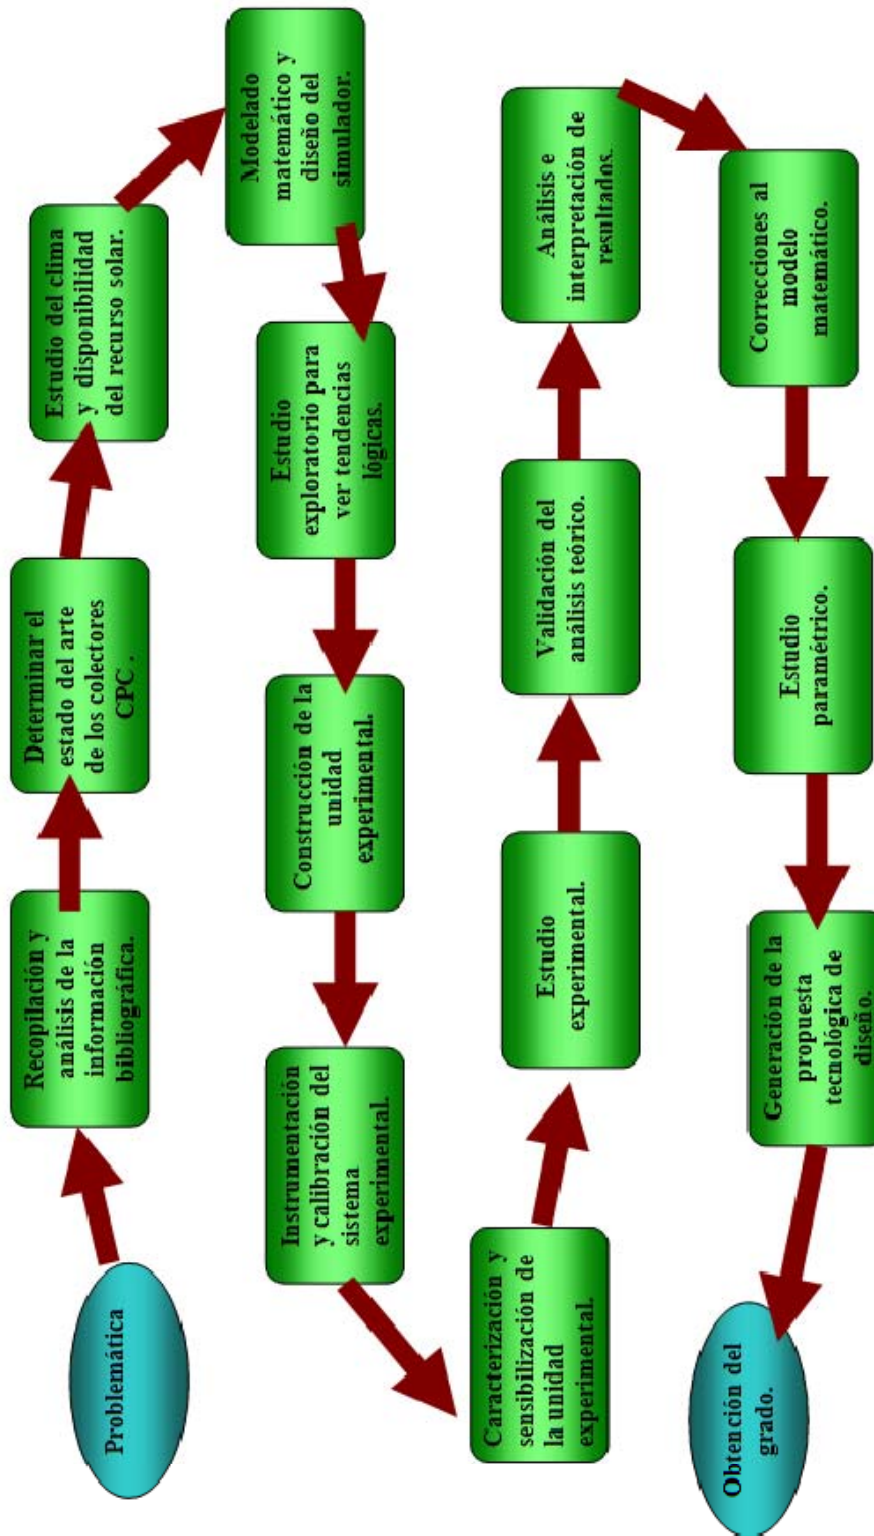 Problemática
Recopilación y
análisis de la
información
bibliográfica.
Determinar el
estado del arte
de los colectores
CPC .
Estudio del clima
y disponibilidad
del recurso solar.
Modelado
matemático y
diseño del
simulador.
Estudio
exploratorio para
ver tendencias
lógicas.
Construcción de la
unidad
experimental.
Instrumentación
y calibración del
sistema
experimental.
Caracterización y
sensibilización de
la unidad
experimental.
Estudio
experimental.
Validación del
análisis teórico.
Análisis e
interpretación de
resultados.
Correcciones al
modelo
matemático.
Estudio
paramétrico.
Generación de la
propuesta
tecnológica de
diseño.
Obtención del
grado.